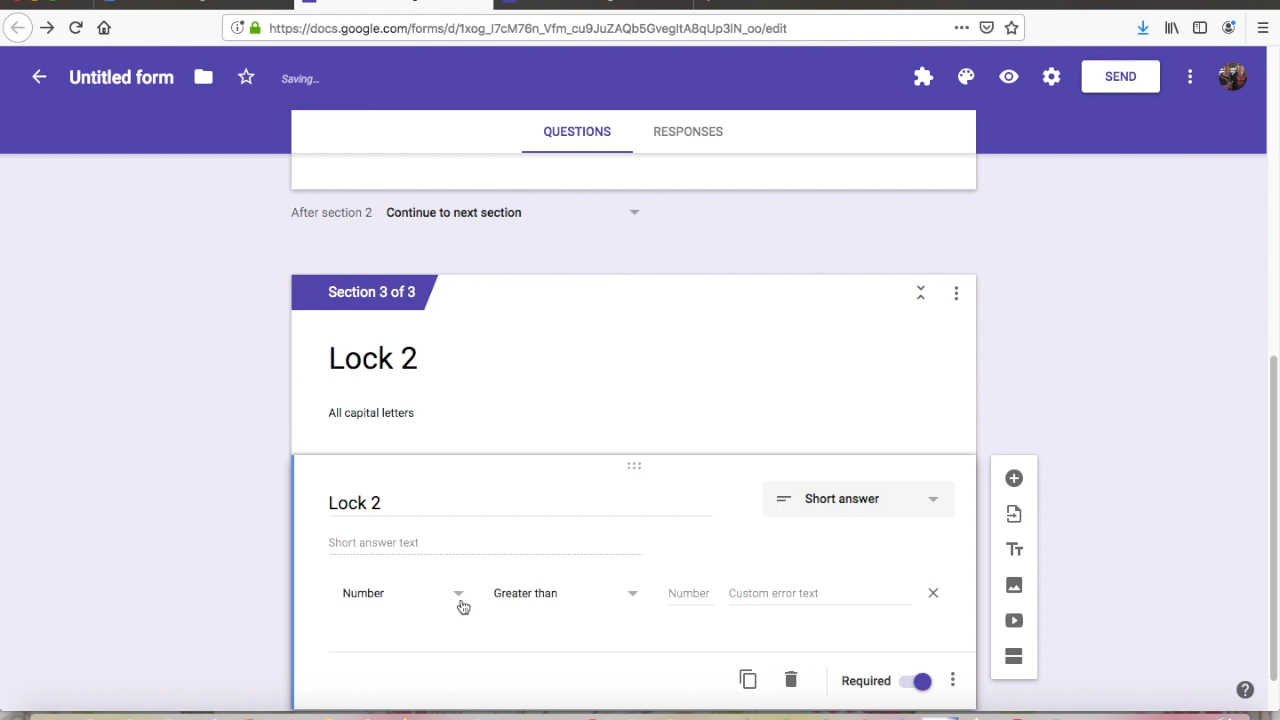 https://docs.google.com/forms/d/1xog_I7cM76n_Vfm_cu9JuZAQb5GvegItA8qUp3lN_oo/edit
Untitled form
Saving...
SEND
QUESTIONS
RESPONSES
After section 2 Continue to next section
Section 3 of 3
Lock 2
All capital letters
Lock 2
Short answer
Short answer text
Number
Greater than
Number
Custom error text
Required